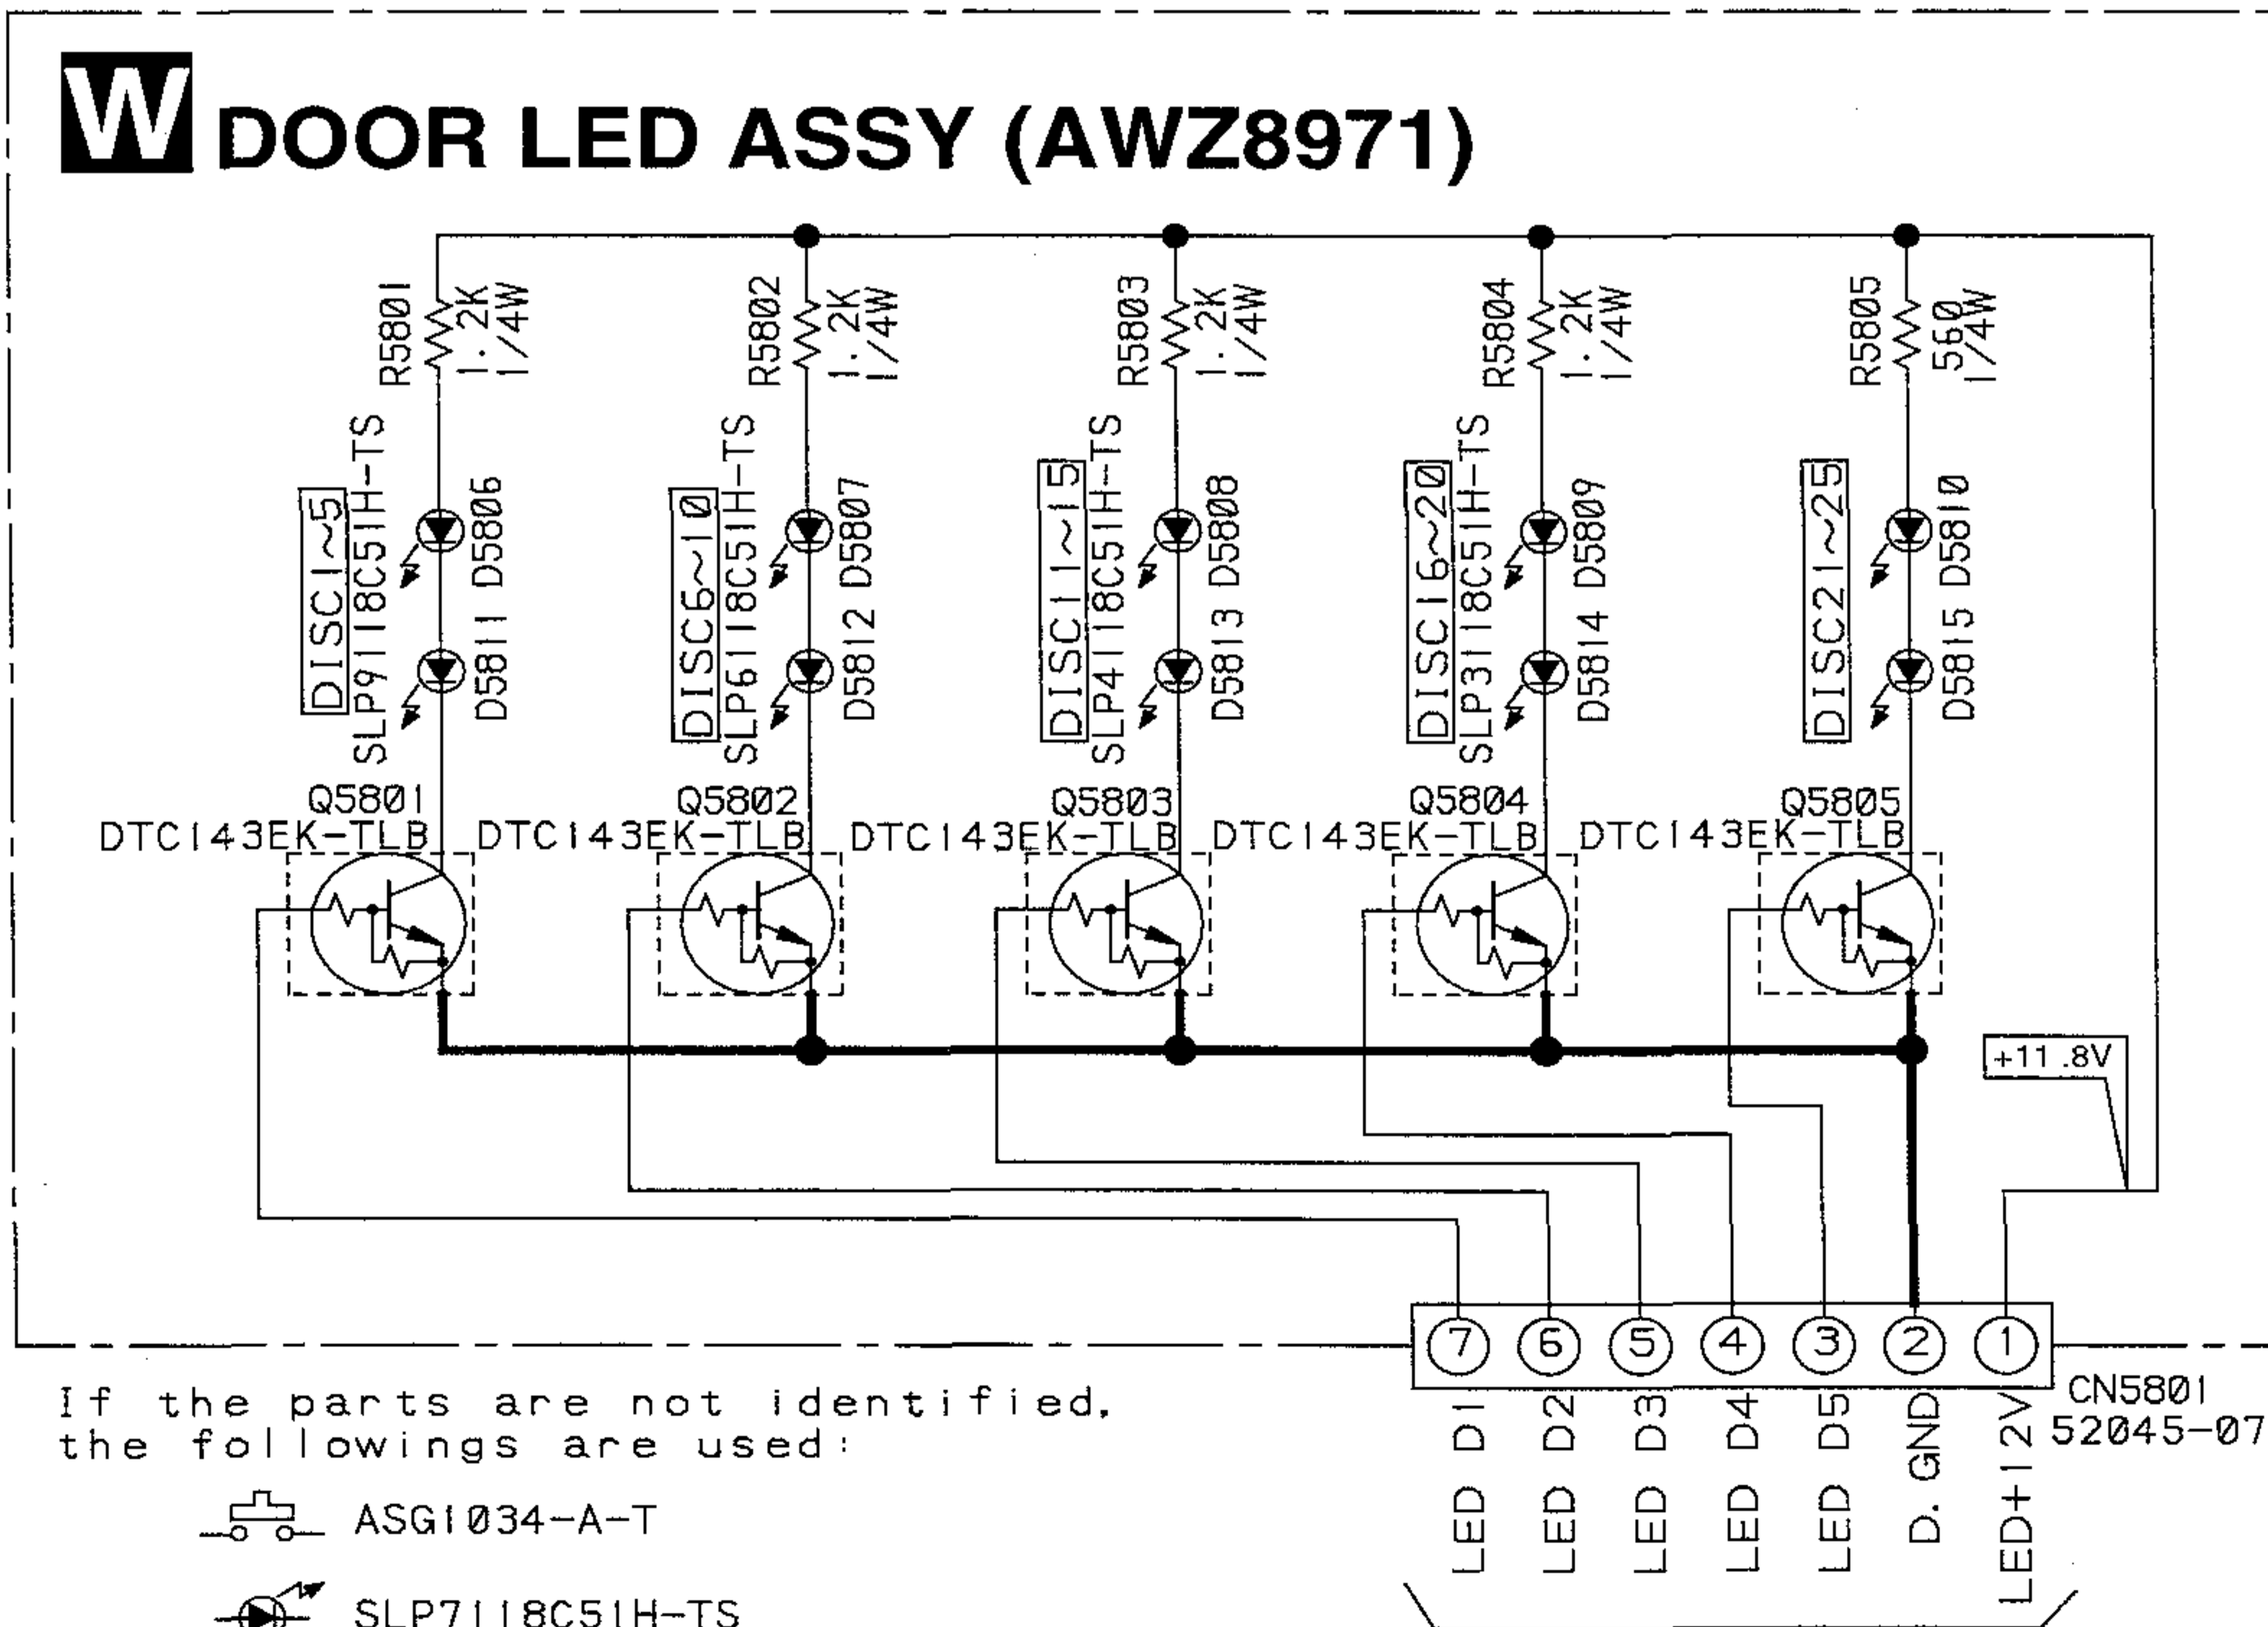 W DOOR LED ASSY (AWZ8971)
R5801
1.2K
1/4W
R5802
1.2K
1/4W
R5803
1.2K
1/4W
R5804
1.2K
1/4W
R5805
560
1/4W
DISC1~5
SLP9118C51H-TS
D5811 D5806
DISC6~10
SLP6118C51H-TS
D5812 D5807
DISC11~15
SLP4118C51H-TS
D5813 D5808
DISC16~20
SLP3118C51H-TS
D5814 D5809
DISC21~25
D5815 D5810
Q5801
DTC143EK-TLB
Q5802
DTC143EK-TLB
Q5803
DTC143EK-TLB
Q5804
DTC143EK-TLB
Q5805
DTC143EK-TLB
+11.8V
7 6 5 4 3 2 1
CN5801
52045-07
LED D1
LED D2
LED D3
LED D4
LED D5
D.GND
LED+12V
If the parts are not identified,
the followings are used:
ASG1034-A-T
SLP7118C51H-TS